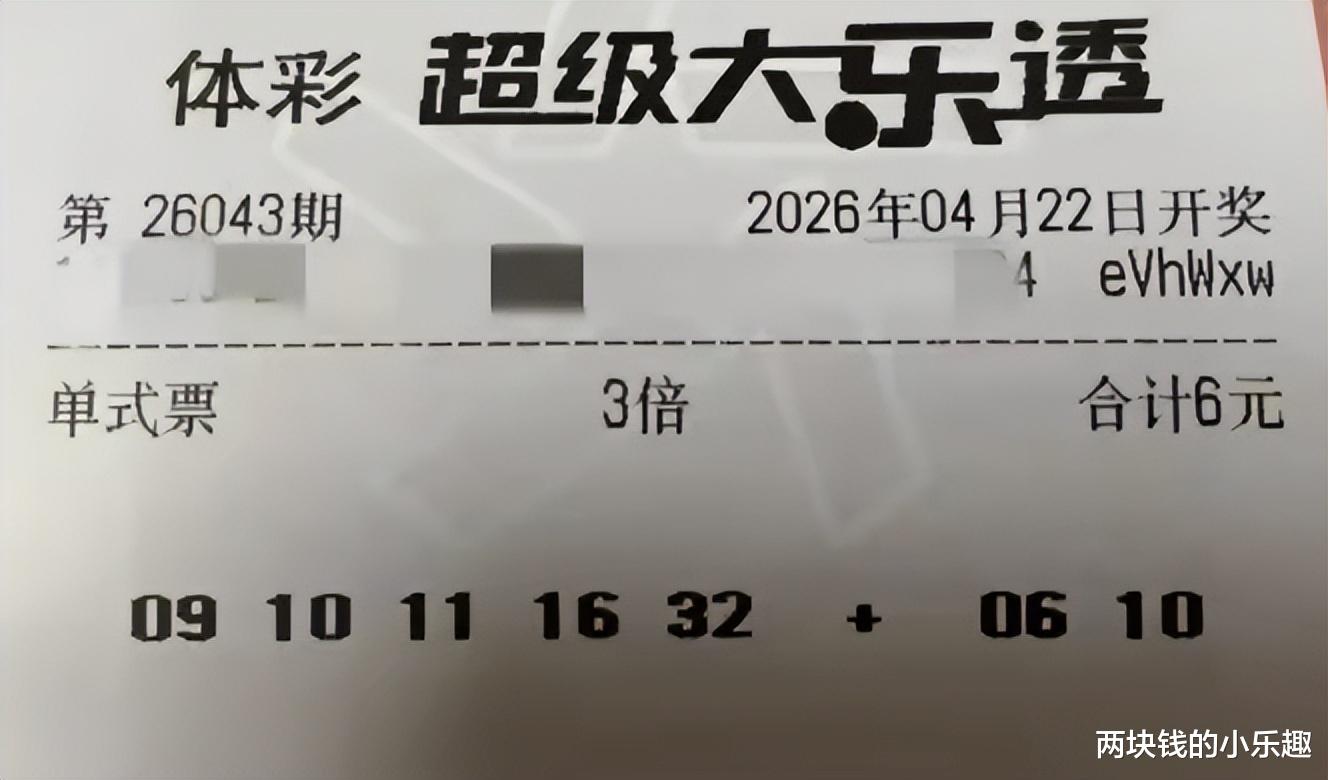 体彩 超级大乐透
第 26043期 2026年04月22日开奖
4 eVhWxw
单式票 3倍 合计6元
09 10 11 16 32 + 06 10
两块钱的小乐趣